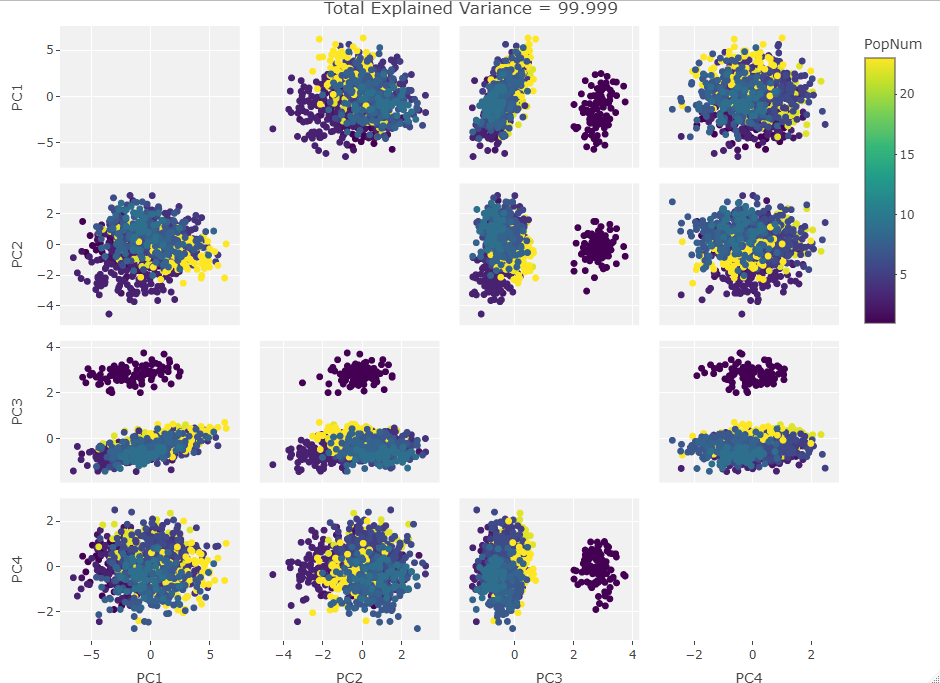 Total Explained Variance = 99.999
PopNum
PC1
5
0
−5
20
15
10
5
PC2
2
0
−2
−4
PC3
4
2
0
PC4
2
0
−2
−5 0 5 −4 −2 0 2 0 2 4 −2 0 2
PC1 PC2 PC3 PC4